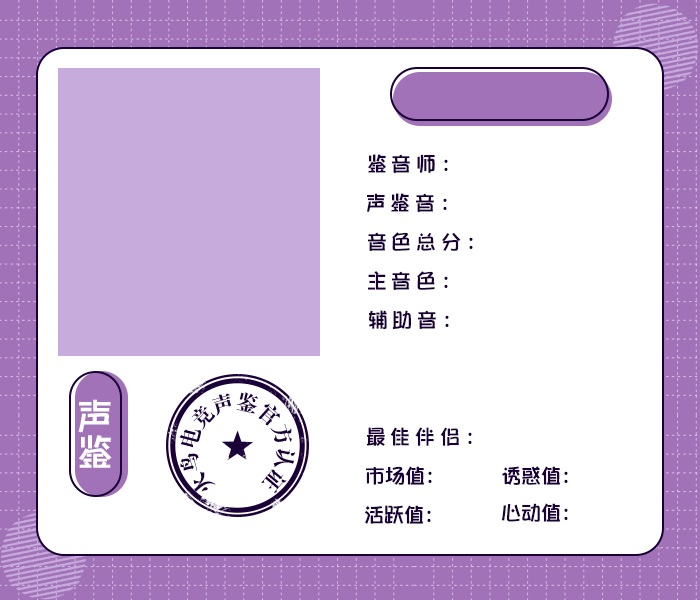 鉴音师:
声鉴音:
音色总分:
主音色:
辅助音:
声鉴
火鸟电竞声鉴官方认证
最佳伴侣:
市场值: 诱惑值:
活跃值: 心动值: